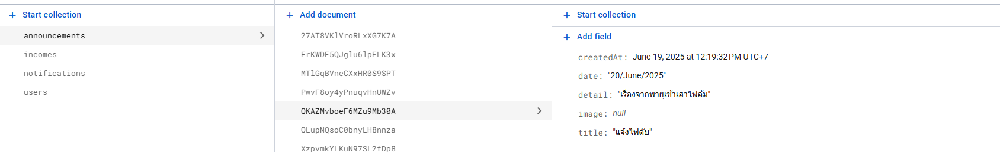 + Start collection
announcements
incomes
notifications
users
+ Add document
27AT8VKlVroRLxXG7K7A
FrKWDF5QJglu6lpELK3x
MTlGqBVneCXxHR0S9SPT
PwvF8oy4yPnuqvHnUWZv
QKAZMvboeF6MZu9Mb30A
QLupNQsoC0bnyLH8nnza
XzpvmkYLKuN97SL2fDp8
+ Start collection
+ Add field
createdAt: June 19, 2025 at 12:19:32 PM UTC+7
date: "20/June/2025"
detail: "เรื่องจากพายุเข้าเสาไฟล้ม"
image: null
title: "แจ้งไฟดับ"